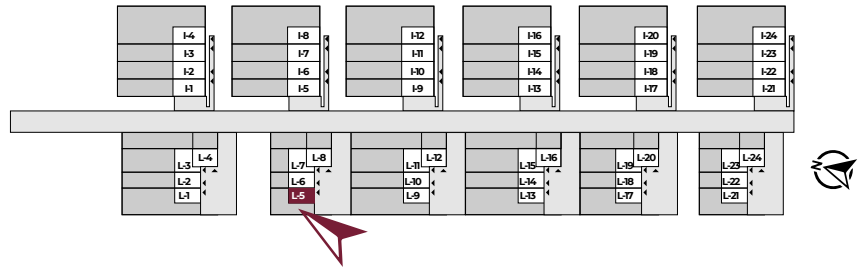 I-4 I-8 I-12 I-16 I-20 I-24
I-3 I-7 I-11 I-15 I-19 I-23
I-2 I-6 I-10 I-14 I-18 I-22
I-1 I-5 I-9 I-13 I-17 I-21
L-4 L-8 L-12 L-16 L-20 L-24
L-3 L-7 L-11 L-15 L-19 L-23
L-2 L-6 L-10 L-14 L-18 L-22
L-1 L-5 L-9 L-13 L-17 L-21
N